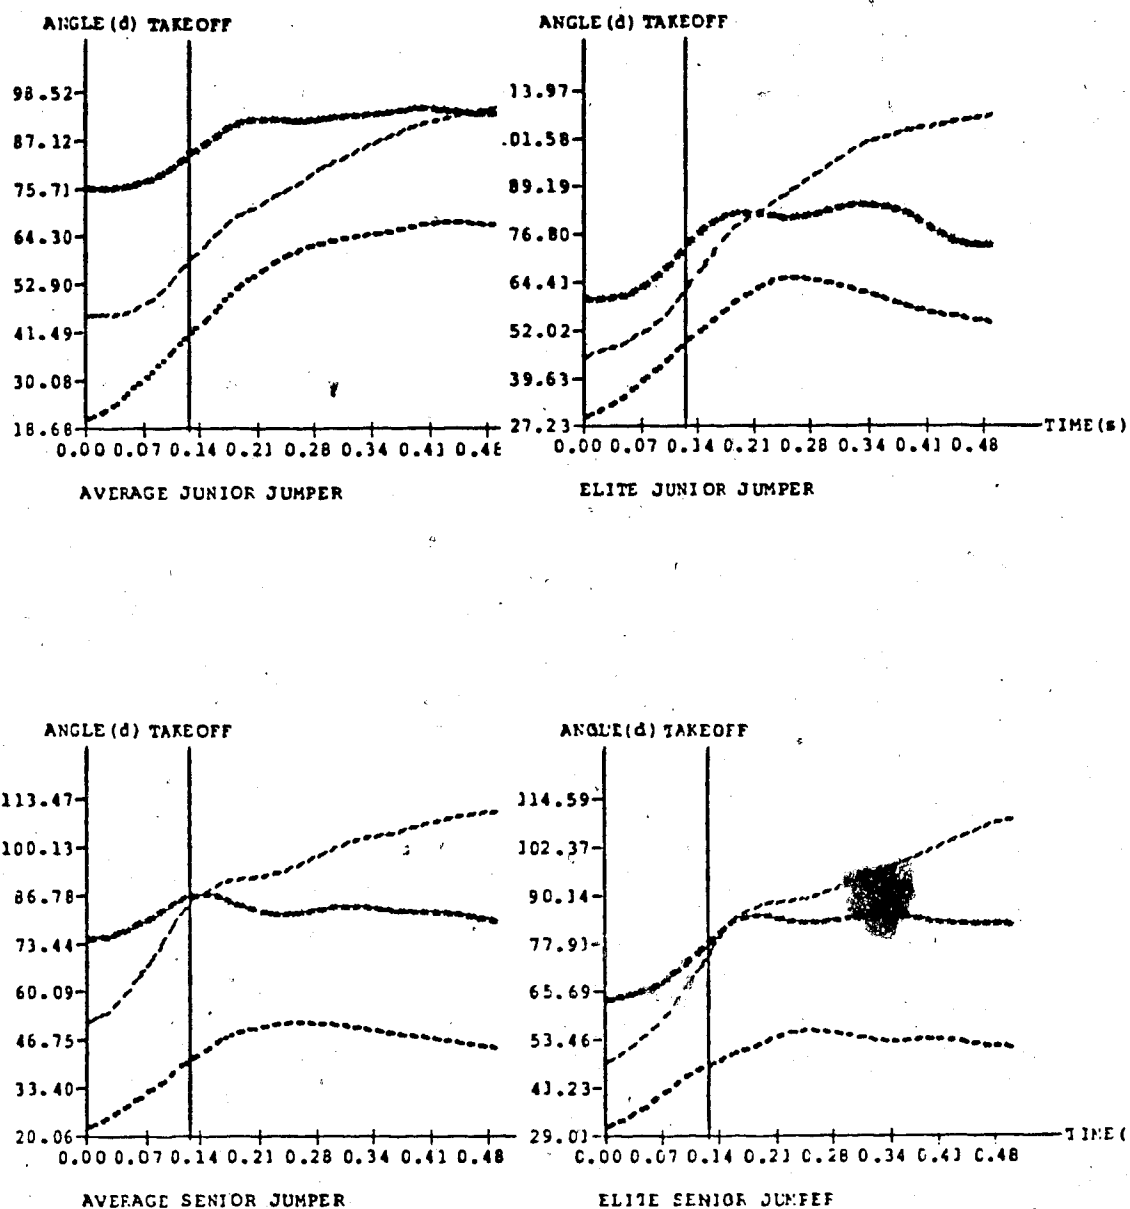 ANGLE(d) TAKEOFF
98.52
87.12
75.71
64.30
52.90
41.49
30.08
18.68
0.00 0.07 0.14 0.21 0.28 0.34 0.41 0.48
AVERAGE JUNIOR JUMPER
ANGLE(d) TAKEOFF
13.97
.01.58
89.19
76.80
64.41
52.02
39.63
27.23
0.00 0.07 0.14 0.21 0.28 0.34 0.41 0.48
TIME(s)
ELITE JUNIOR JUMPER
ANGLE(d) TAKEOFF
113.47
100.13
86.78
73.44
60.09
46.75
33.40
20.06
0.00 0.07 0.14 0.21 0.28 0.34 0.41 0.48
AVERAGE SENIOR JUMPER
ANGLE(d) TAKEOFF
114.59
102.37
90.14
77.91
65.69
53.46
41.23
29.01
0.00 0.07 0.14 0.21 0.28 0.34 0.41 0.48
TIME(
ELITE SENIOR JUMPER